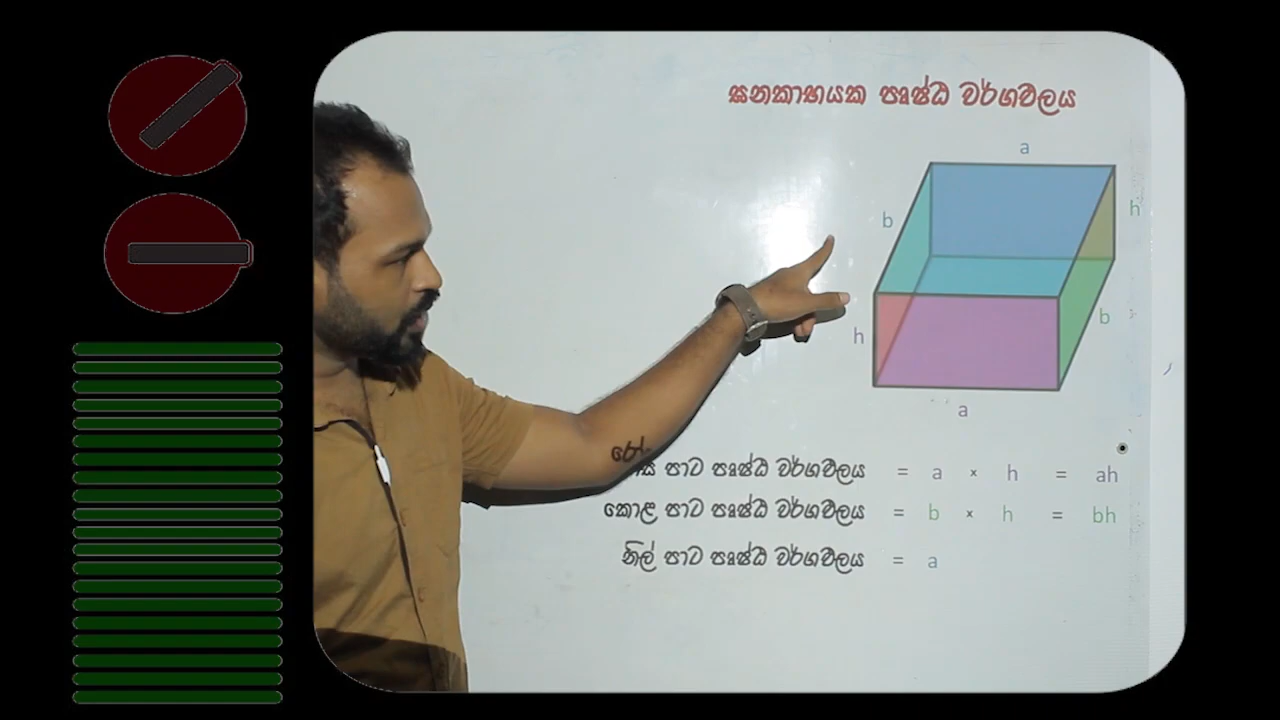 ඝනකාභයක පෘෂ්ඨ වර්ගඵලය
a
b
h
h
b
a
රෝස පාට පෘෂ්ඨ වර්ගඵලය = a × h = ah
කොළ පාට පෘෂ්ඨ වර්ගඵලය = b × h = bh
නිල් පාට පෘෂ්ඨ වර්ගඵලය = a